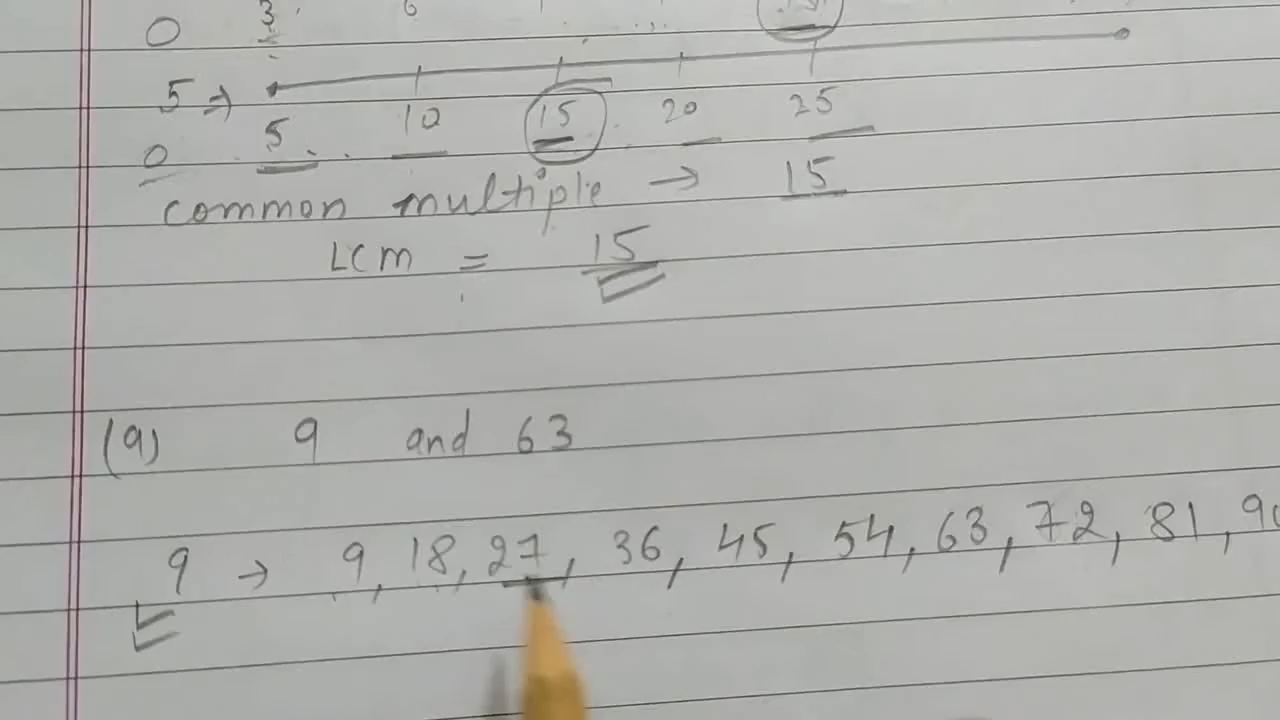 0 3 6
5 ⇒
0 5 10 15 20 25
common multiple → 15
LCM = 15
(9) 9 and 63
9 → 9, 18, 27, 36, 45, 54, 63, 72, 81,